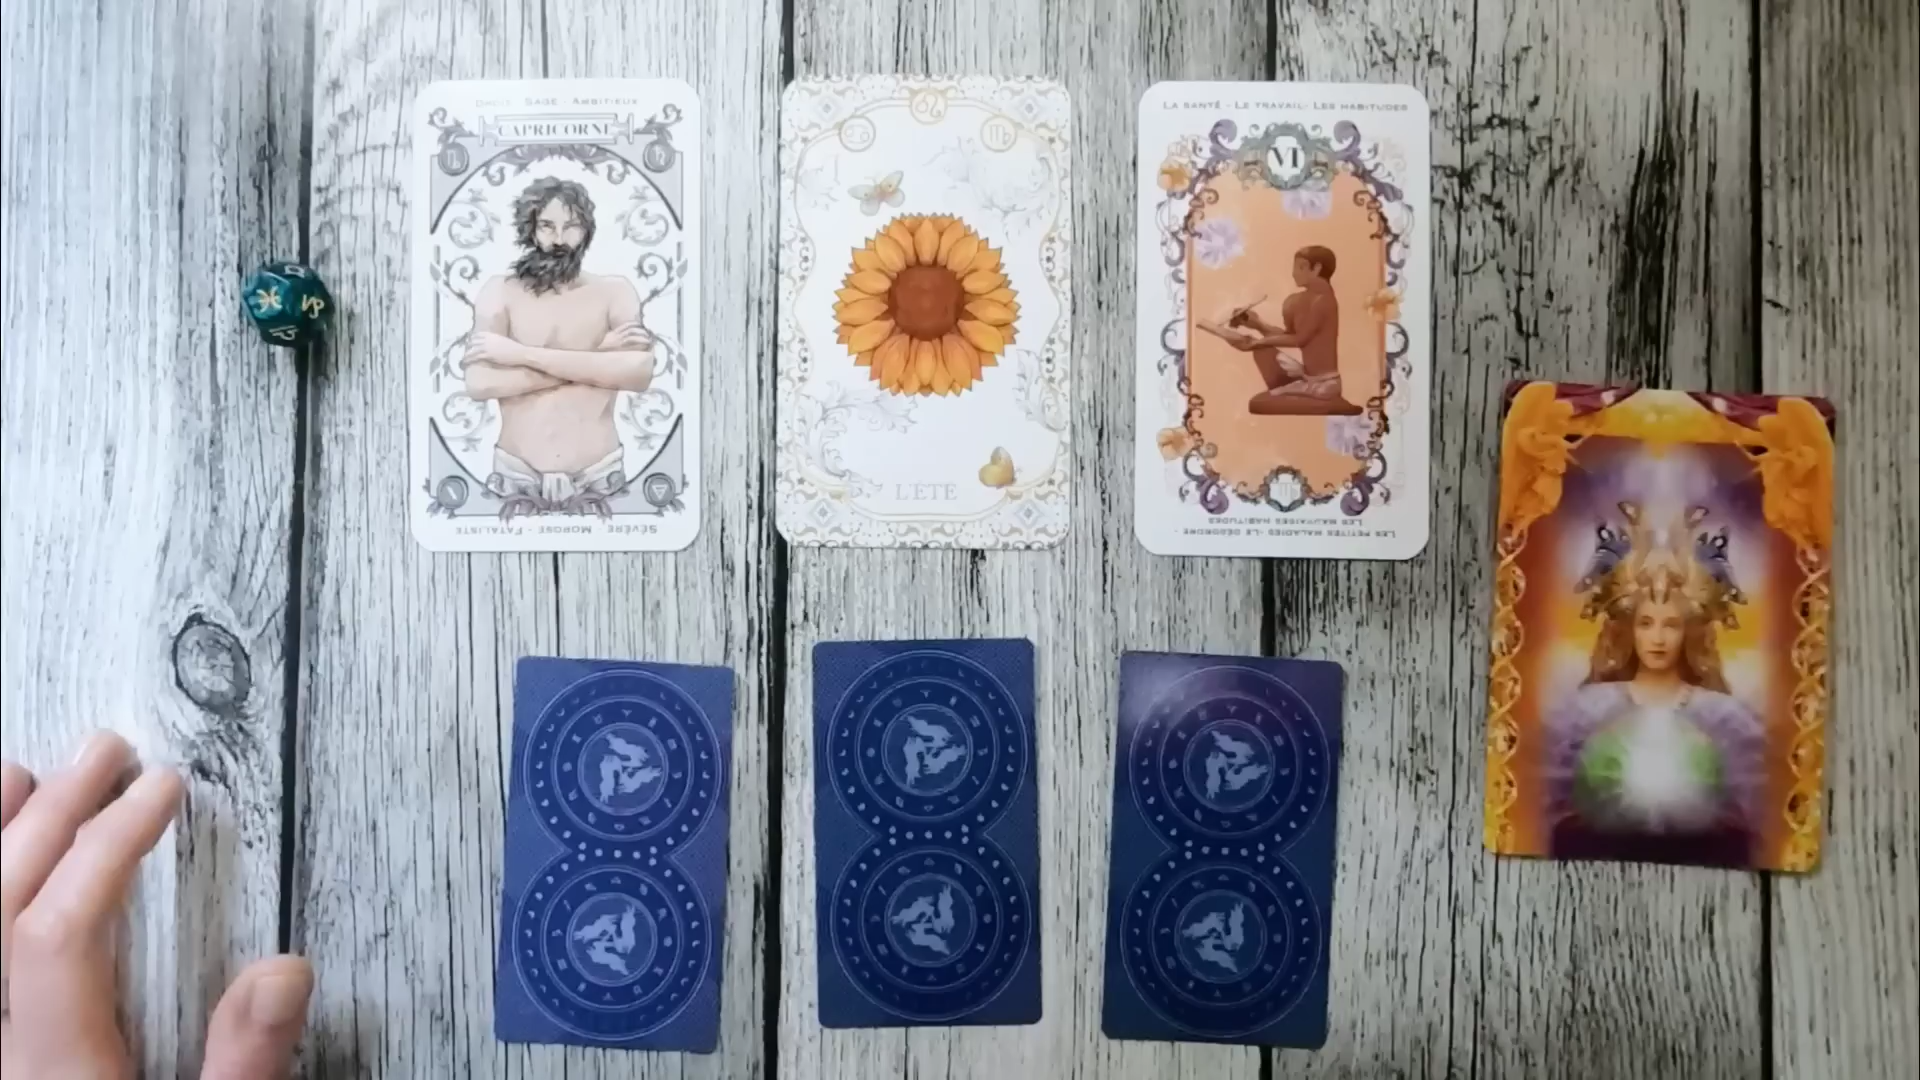 Droit - Sage - Ambitieux
CAPRICORNE
Sévère - Morose - Fataliste
L'ÉTÉ
La santé - Le travail - Les habitudes
VI
Les petites maladies - Le désordre -
Les mauvaises habitudes